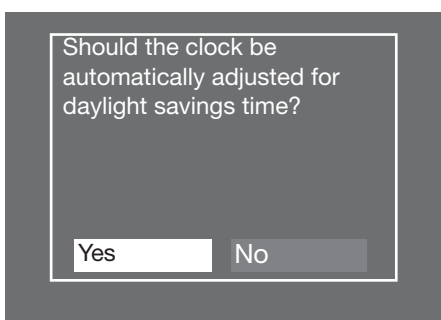 Should the clock be
automatically adjusted for
daylight savings time?
Yes No